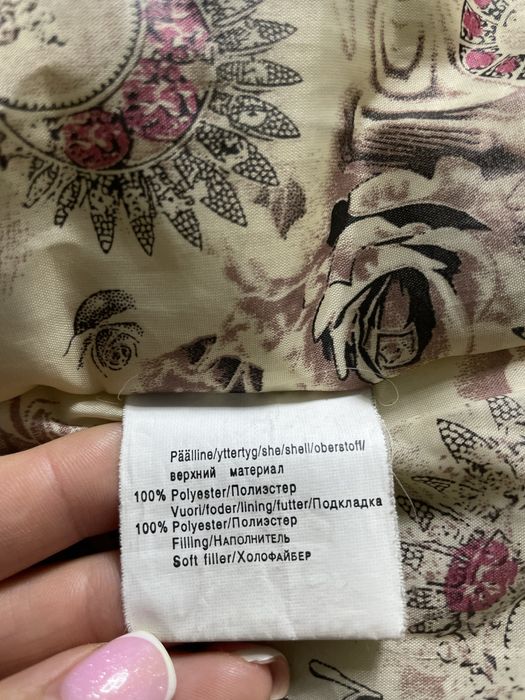 Päälline/yttertyg/she/shell/oberstoff/
верхний материал
100% Polyester/Полиэстер
Vuori/foder/lining/futter/Подкладка
100% Polyester/Полиэстер
Filling/Наполнитель
Soft filler/Холофайбер